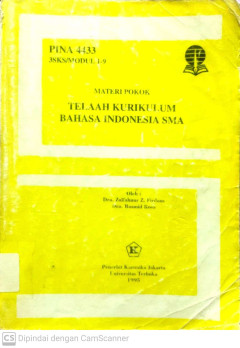 PINA 4433
3SKS/MODUL 1-9
MATERI POKOK
TELAAH KURIKULUM
BAHASA INDONESIA SMA
Oleh :
Dra. Zulfahnur Z.
Penerbit Karunika Jakarta
Universitas Terbuka
1986
CS Dipindai dengan CamScanner